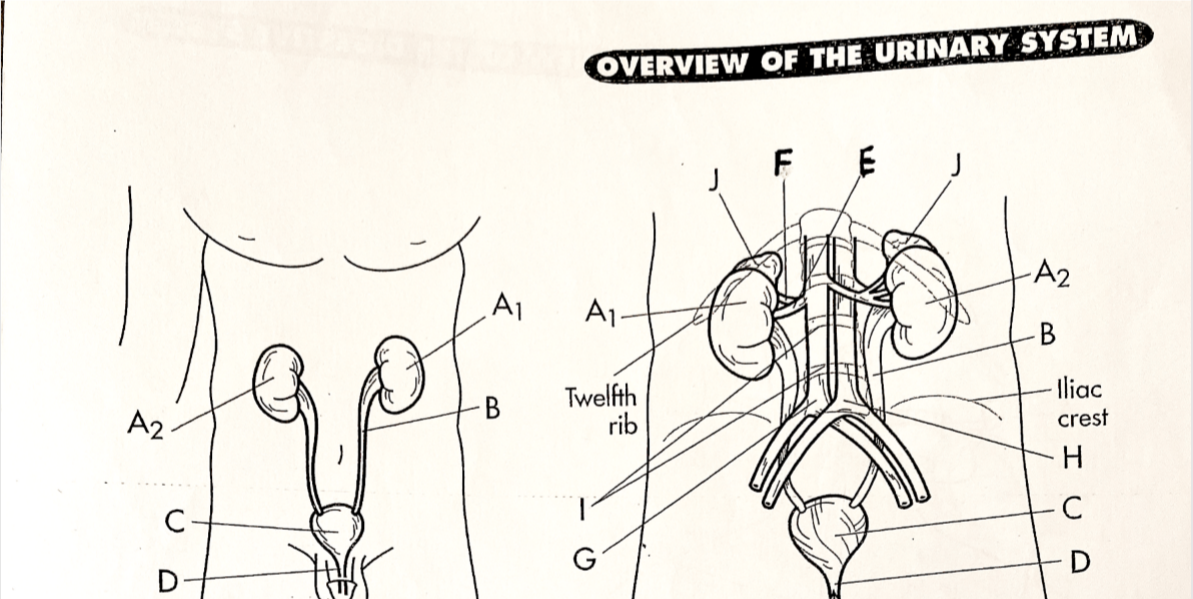 OVERVIEW OF THE URINARY SYSTEM
J F E J
A1
A2
B
C
D
A1
Twelfth
rib
I
G
A2
B
Iliac
crest
H
C
D